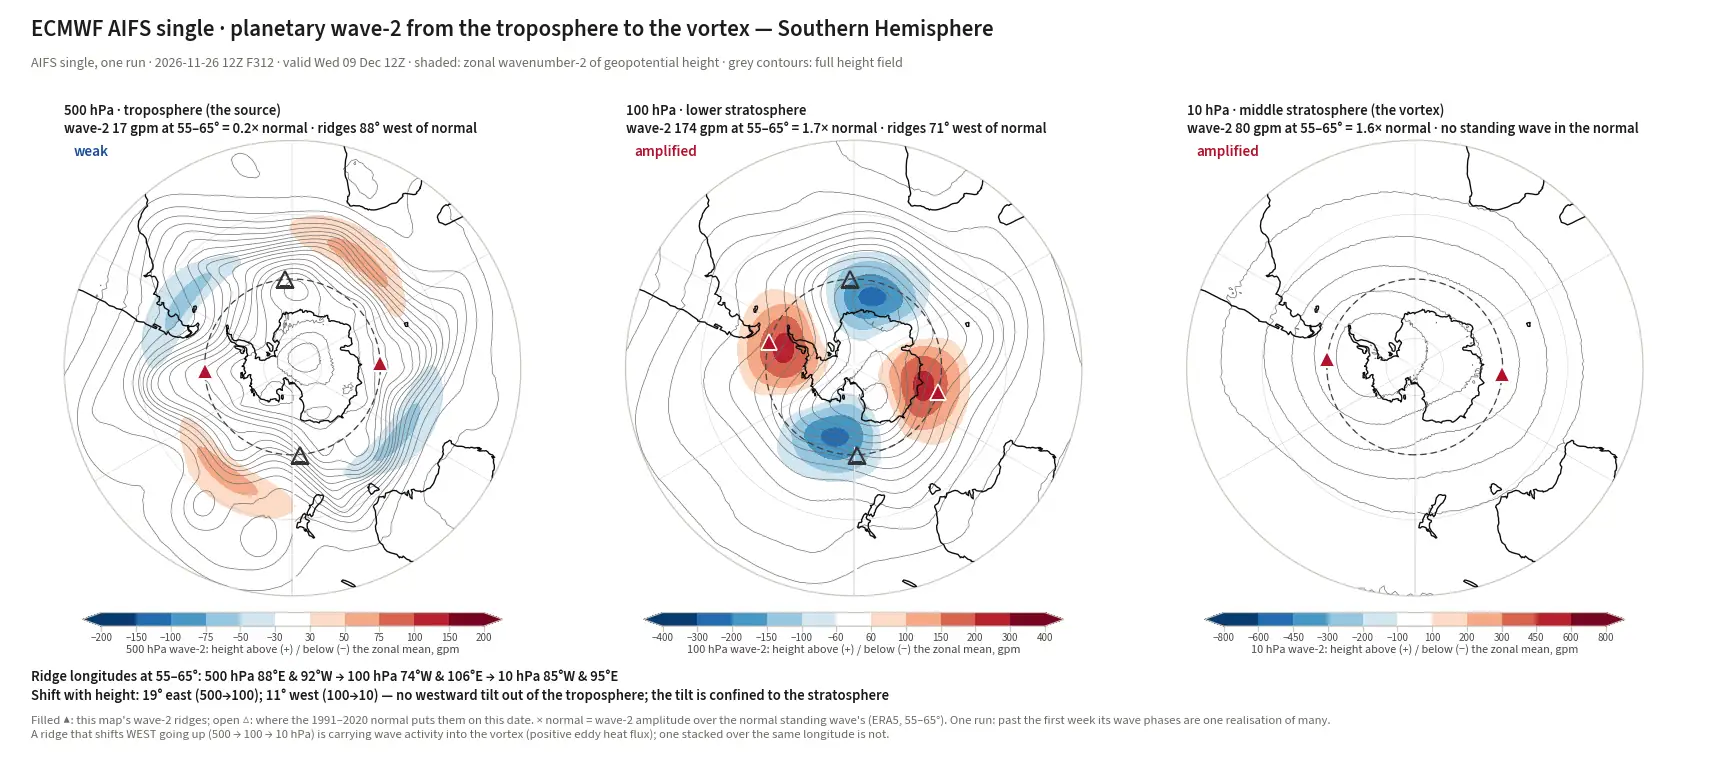 ECMWF AIFS single · planetary wave-2 from the troposphere to the vortex — Southern Hemisphere
AIFS single, one run · 2026-11-26 12Z F312 · valid Wed 09 Dec 12Z · shaded: zonal wavenumber-2 of geopotential height · grey contours: full height field
500 hPa · troposphere (the source)
wave-2 17 gpm at 55–65° = 0.2× normal · ridges 88° west of normal
weak
100 hPa · lower stratosphere
wave-2 174 gpm at 55–65° = 1.7× normal · ridges 71° west of normal
amplified
10 hPa · middle stratosphere (the vortex)
wave-2 80 gpm at 55–65° = 1.6× normal · no standing wave in the normal
amplified
−200 −150 −100 −75 −50 −30 30 50 75 100 150 200
500 hPa wave-2: height above (+) / below (−) the zonal mean, gpm
−400 −300 −200 −150 −100 −60 60 100 150 200 300 400
100 hPa wave-2: height above (+) / below (−) the zonal mean, gpm
−800 −600 −450 −300 −200 −100 100 200 300 450 600 800
10 hPa wave-2: height above (+) / below (−) the zonal mean, gpm
Ridge longitudes at 55–65°: 500 hPa 88°E & 92°W → 100 hPa 74°W & 106°E → 10 hPa 85°W & 95°E
Shift with height: 19° east (500→100); 11° west (100→10) — no westward tilt out of the troposphere; the tilt is confined to the stratosphere
Filled ▲: this map's wave-2 ridges; open △: where the 1991–2020 normal puts them on this date. × normal = wave-2 amplitude over the normal standing wave's (ERA5, 55–65°). One run: past the first week its wave phases are one realisation of many.
A ridge that shifts WEST going up (500 → 100 → 10 hPa) is carrying wave activity into the vortex (positive eddy heat flux); one stacked over the same longitude is not.